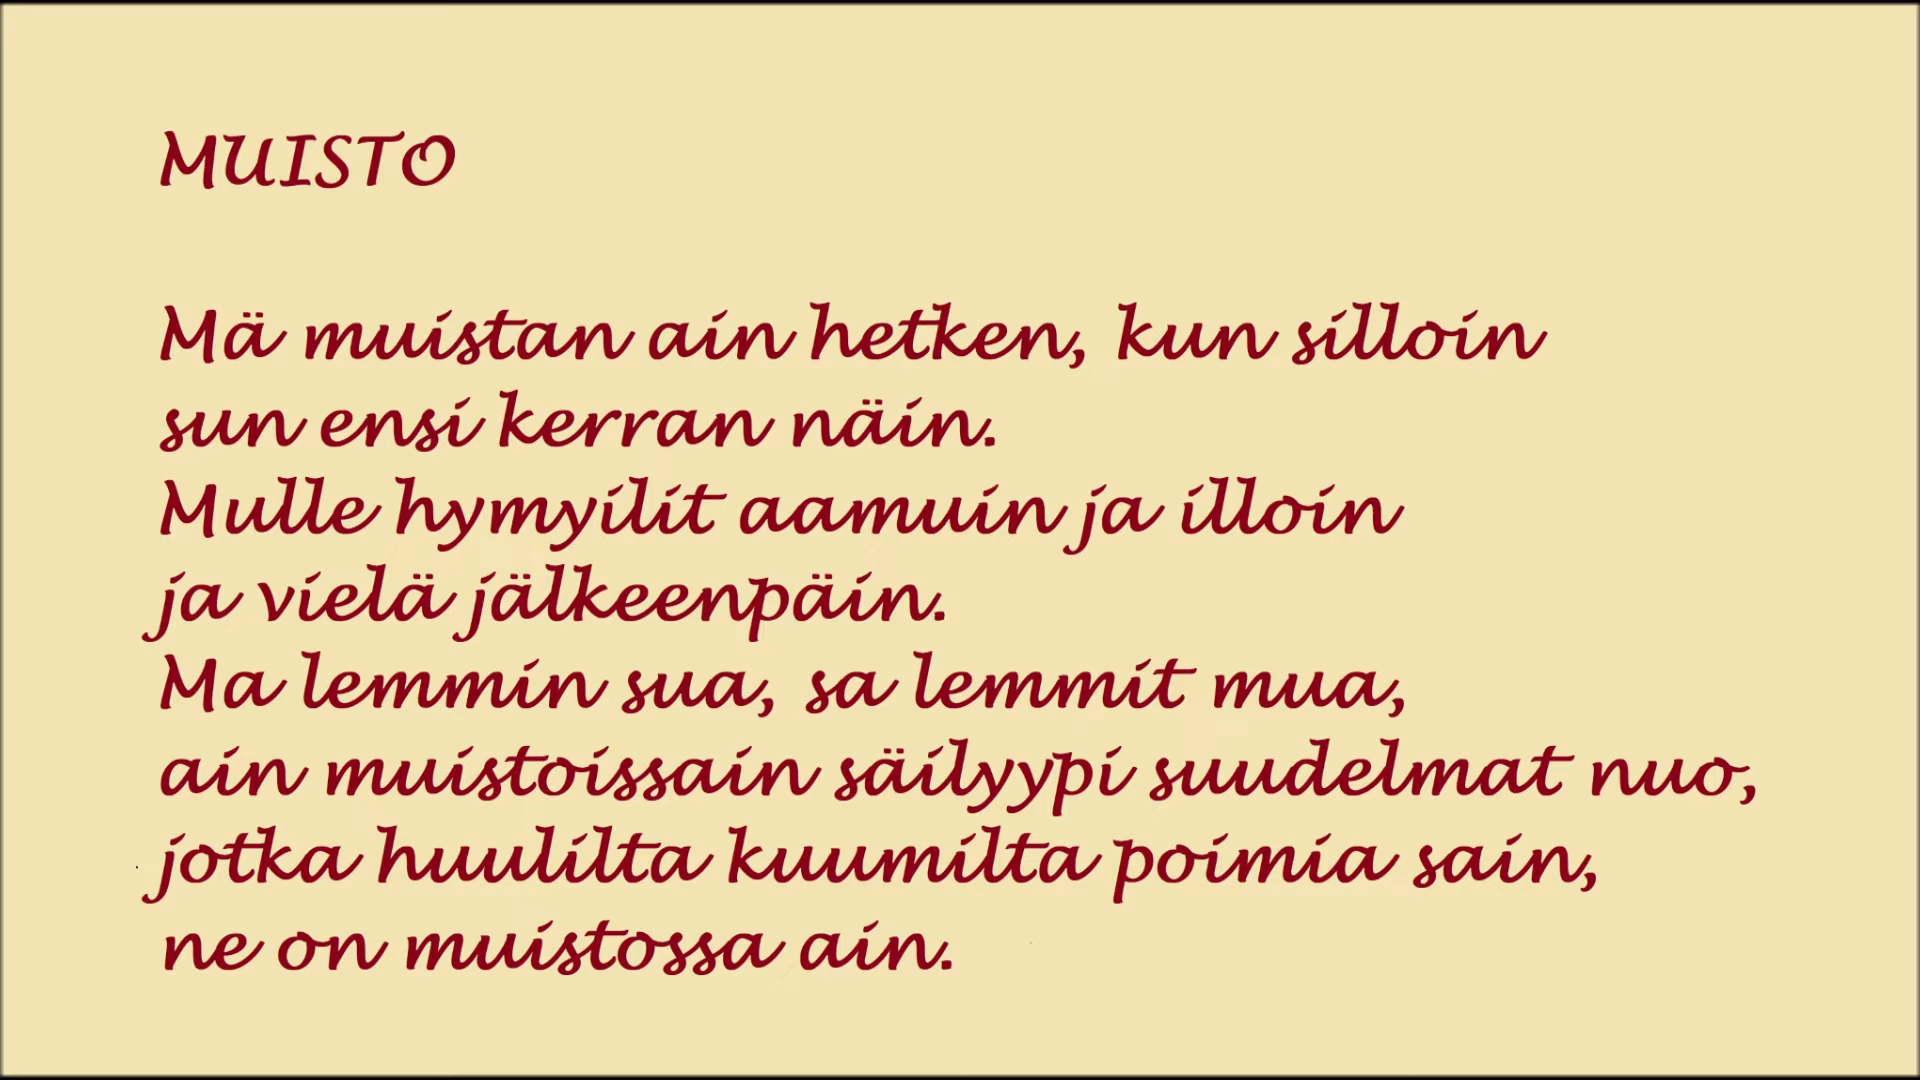 MUISTO
Mä muistan ain hetken, kun silloin
sun ensi kerran näin.
Mulle hymyilit aamuin ja illoin
ja vielä jälkeenpäin.
Ma lemmin sua, sa lemmit mua,
ain muistoissain säilyypi suudelmat nuo,
jotka huulilta kuumilta poimia sain,
ne on muistossa ain.